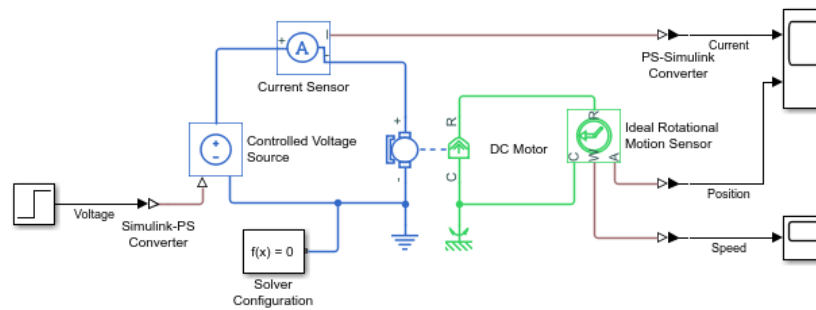 Current Sensor
+
A
I
-
PS-Simulink
Converter
Current
Controlled Voltage
Source
+
-
+
-
R
C
DC Motor
R
C
W
A
Ideal Rotational
Motion Sensor
Position
Speed
Voltage
Simulink-PS
Converter
f(x) = 0
Solver
Configuration